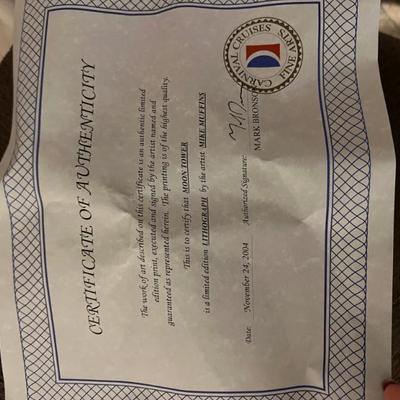 CERTIFICATE OF AUTHENTICITY
The work of art described on this certificate is an authentic limited
edition print, executed and signed by the artist named and
guaranteed as represented herein. The printing is of the highest quality.
This is to certify that MOON TOWER
is a limited edition LITHOGRAPH by the artist MIKE MUFFINS
Date: November 24, 2004 Authorized Signature:
MARK BRONSO
CARNIVAL CRUISES
FINE ARTS